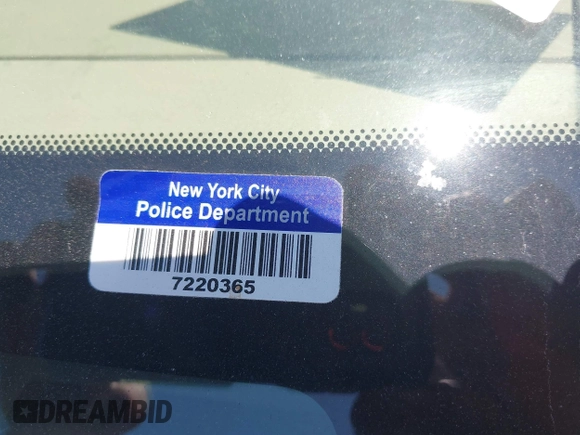 New York City
Police Department
7220365
DREAMBID